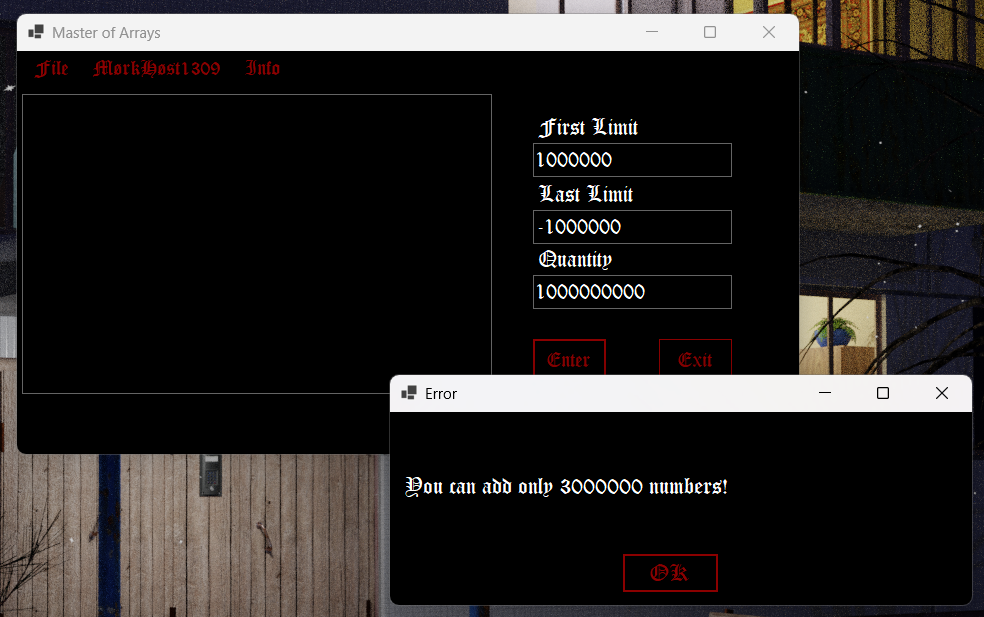 Master of Arrays
File MørkHøst1309 Info
First Limit
1000000
Last Limit
-1000000
Quantity
1000000000
Enter Exit
Error
You can add only 3000000 numbers!
OK